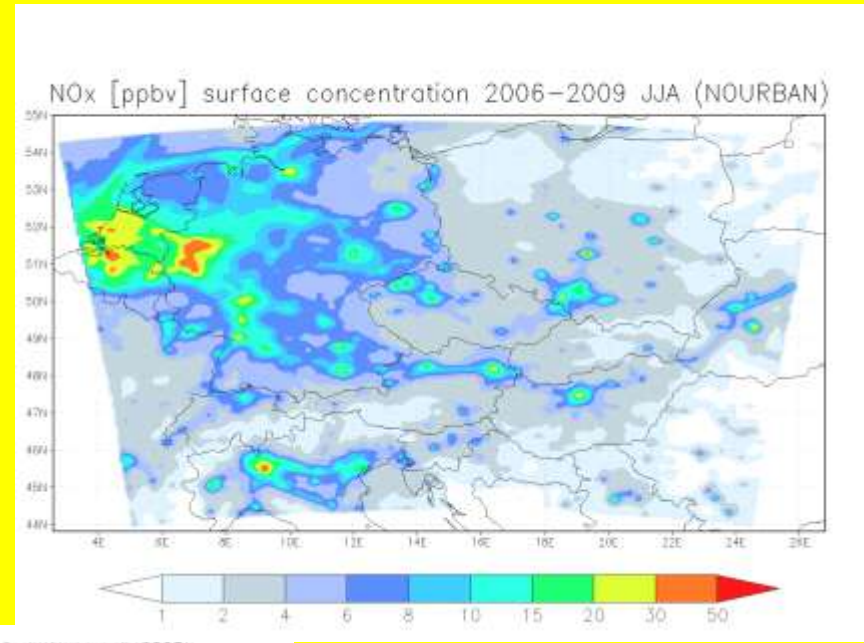 NOx [ppbv] surface concentration 2006-2009 JJA (NOURBAN)
55N
54N
53N
52N
51N
50N
49N
48N
47N
46N
45N
44N
4E 6E 8E 10E 12E 14E 16E 18E 20E 22E 24E 26E
1 2 4 6 8 10 15 20 30 50